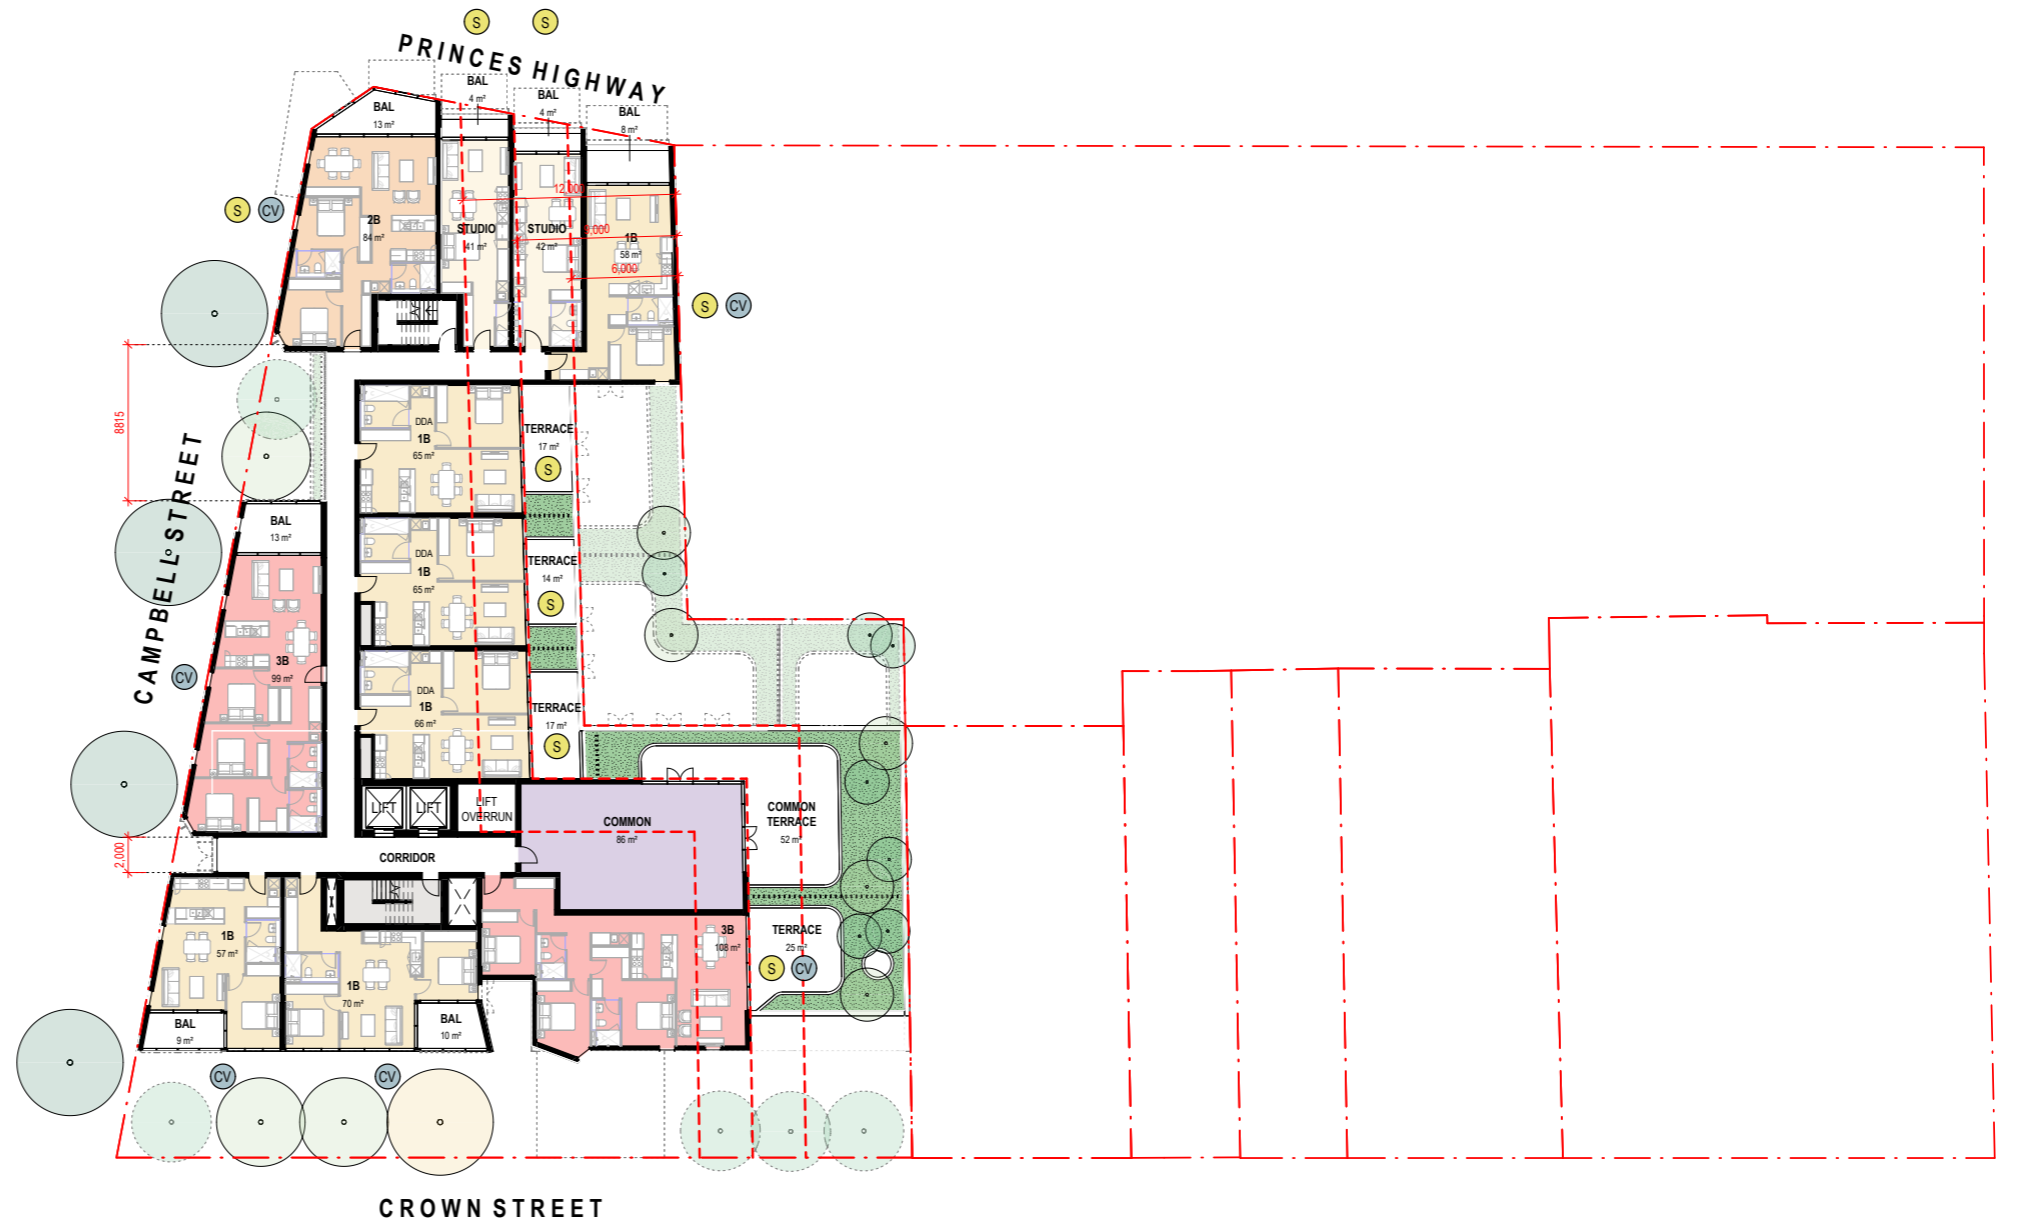 S
S
PRINCES HIGHWAY
BAL
4 m²
BAL
4 m²
BAL
13 m²
BAL
8 m²
12,000
S
CV
2B
84 m²
STUDIO
41 m²
STUDIO
42 m²
9,000
1B
58 m²
6,000
S
CV
8815
CAMPBELL STREET
DDA
1B
65 m²
TERRACE
17 m²
S
BAL
13 m²
DDA
1B
65 m²
TERRACE
14 m²
S
3B
99 m²
CV
DDA
1B
66 m²
TERRACE
17 m²
S
LIFT
LIFT
LIFT
OVERRUN
COMMON
86 m²
COMMON
TERRACE
52 m²
2,000
CORRIDOR
1B
57 m²
1B
70 m²
3B
108 m²
TERRACE
25 m²
S
CV
BAL
9 m²
BAL
10 m²
CV
CV
CROWN STREET